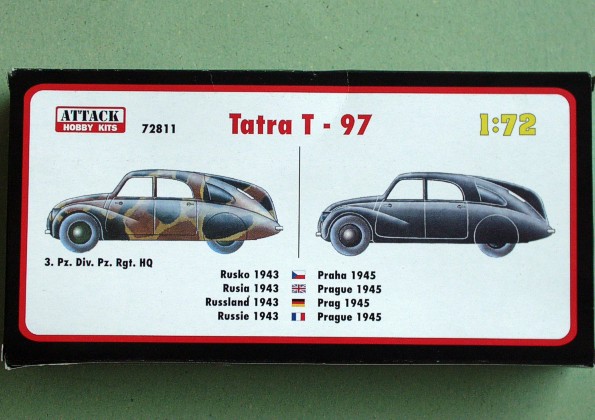 ATTACK
HOBBY KITS
72811
Tatra T - 97
1:72
3. Pz. Div. Pz. Rgt. HQ
Rusko 1943 Praha 1945
Rusia 1943 Prague 1945
Russland 1943 Prag 1945
Russie 1943 Prague 1945